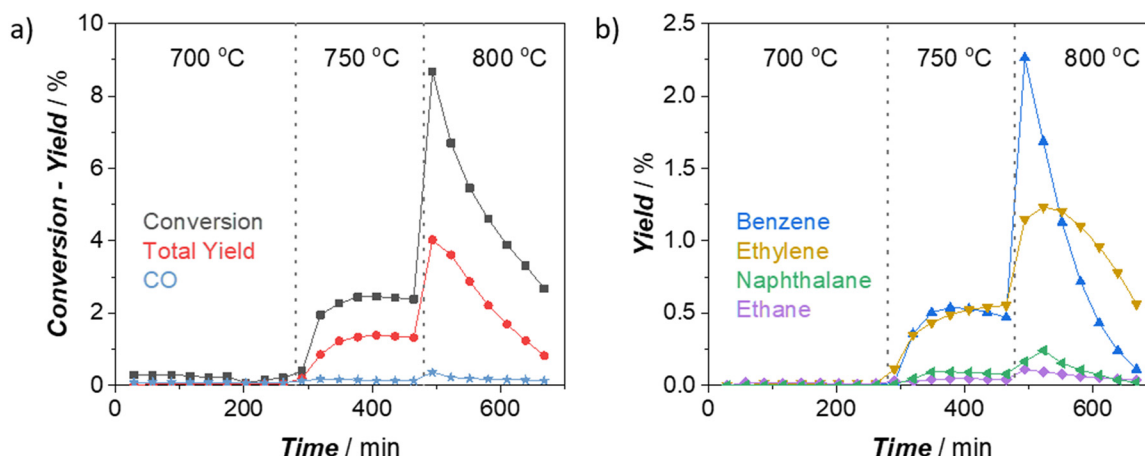 a)
10
8
6
4
2
0
Conversion - Yield / %
700 °C
750 °C
800 °C
Conversion
Total Yield
CO
0
200
400
600
Time / min
b)
2.5
2.0
1.5
1.0
0.5
0.0
Yield / %
700 °C
750 °C
800 °C
Benzene
Ethylene
Naphthalane
Ethane
0
200
400
600
Time / min